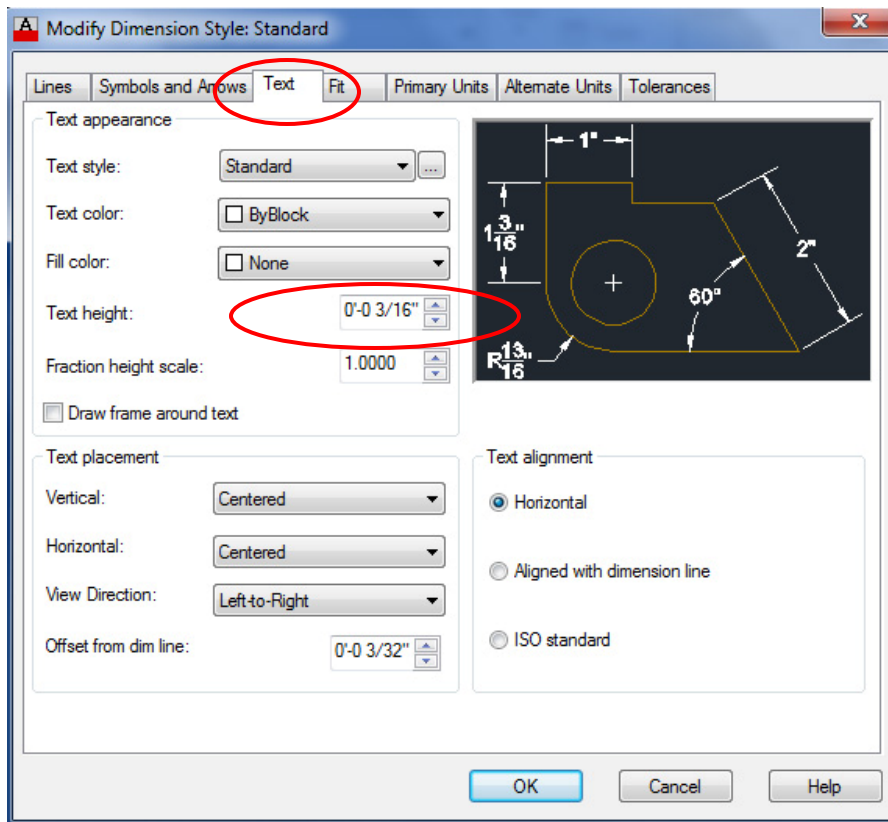 A Modify Dimension Style: Standard
x
Lines Symbols and Arrows Text Fit Primary Units Alternate Units Tolerances
Text appearance
Text style: Standard ...
Text color: ByBlock
Fill color: None
Text height: 0'-0 3/16"
Fraction height scale: 1.0000
Draw frame around text
1"
1 3/16"
2"
60°
R13/16"
Text placement
Vertical: Centered
Horizontal: Centered
View Direction: Left-to-Right
Offset from dim line: 0'-0 3/32"
Text alignment
Horizontal
Aligned with dimension line
ISO standard
OK Cancel Help